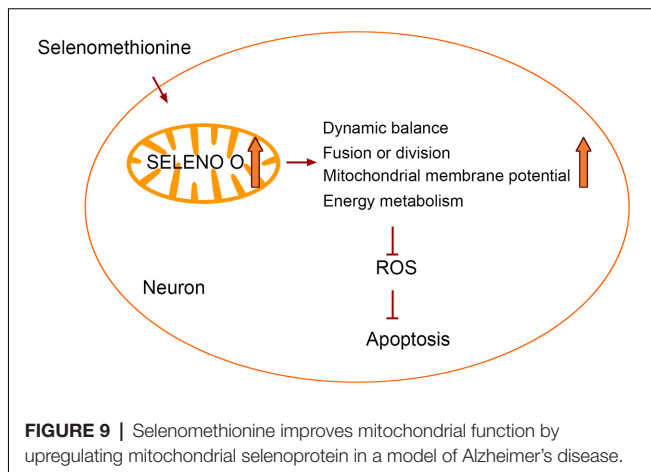 Selenomethionine
SELENO O
Dynamic balance
Fusion or division
Mitochondrial membrane potential
Energy metabolism
ROS
Neuron
Apoptosis
FIGURE 9 | Selenomethionine improves mitochondrial function by
upregulating mitochondrial selenoprotein in a model of Alzheimer’s disease.